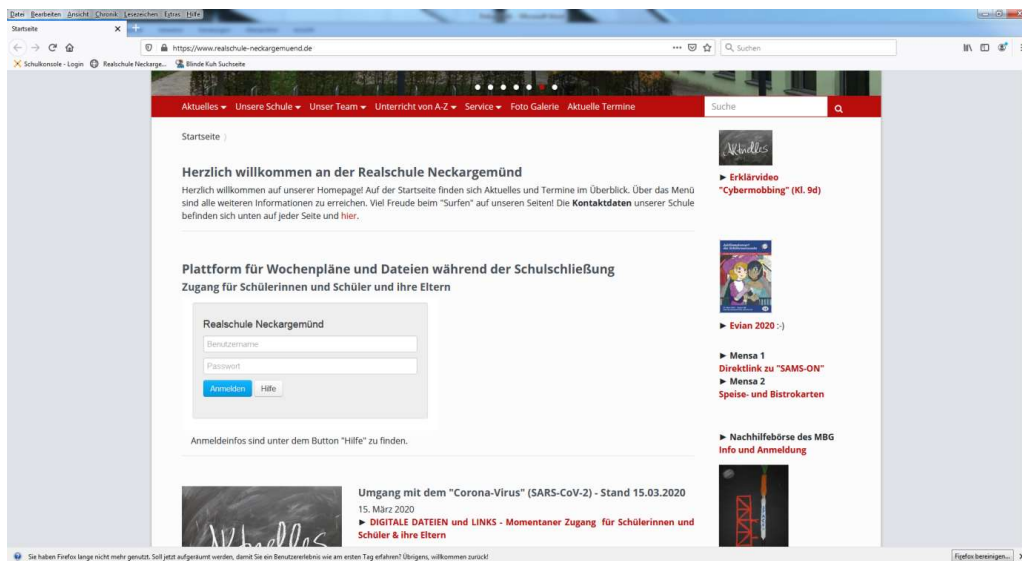 Datei Bearbeiten Ansicht Chronik Lesezeichen Extras Hilfe
Startseite
https://www.realschule-neckargemuend.de
Suchen
Schulkonsole - Login Realschule Neckarge... Blinde Kuh Suchseite
Aktuelles Unsere Schule Unser Team Unterricht von A-Z Service Foto Galerie Aktuelle Termine
Suche
Startseite
Herzlich willkommen an der Realschule Neckargemünd
Herzlich willkommen auf unserer Homepage! Auf der Startseite finden sich Aktuelles und Termine im Überblick. Über das Menü
sind alle weiteren Informationen zu erreichen. Viel Freude beim "Surfen" auf unseren Seiten! Die Kontaktdaten unserer Schule
befinden sich unten auf jeder Seite und hier.
Plattform für Wochenpläne und Dateien während der Schulschließung
Zugang für Schülerinnen und Schüler und ihre Eltern
Realschule Neckargemünd
Benutzername
Passwort
Anmelden Hilfe
Anmeldeinfos sind unter dem Button "Hilfe" zu finden.
Aktuelles
Umgang mit dem "Corona-Virus" (SARS-CoV-2) - Stand 15.03.2020
15. März 2020
► DIGITALE DATEIEN und LINKS - Momentaner Zugang für Schülerinnen und
Schüler & ihre Eltern
Aktuelles
► Erklärvideo
"Cybermobbing" (Kl. 9d)
► Evian 2020 :-)
► Mensa 1
Direktlink zu "SAMS-ON"
► Mensa 2
Speise- und Bistrokarten
► Nachhilfebörse des MBG
Info und Anmeldung
Sie haben Firefox lange nicht mehr genutzt. Soll jetzt aufgeräumt werden, damit Sie ein Benutzererlebnis wie am ersten Tag erfahren? Übrigens, willkommen zurück!
Firefox bereinigen...